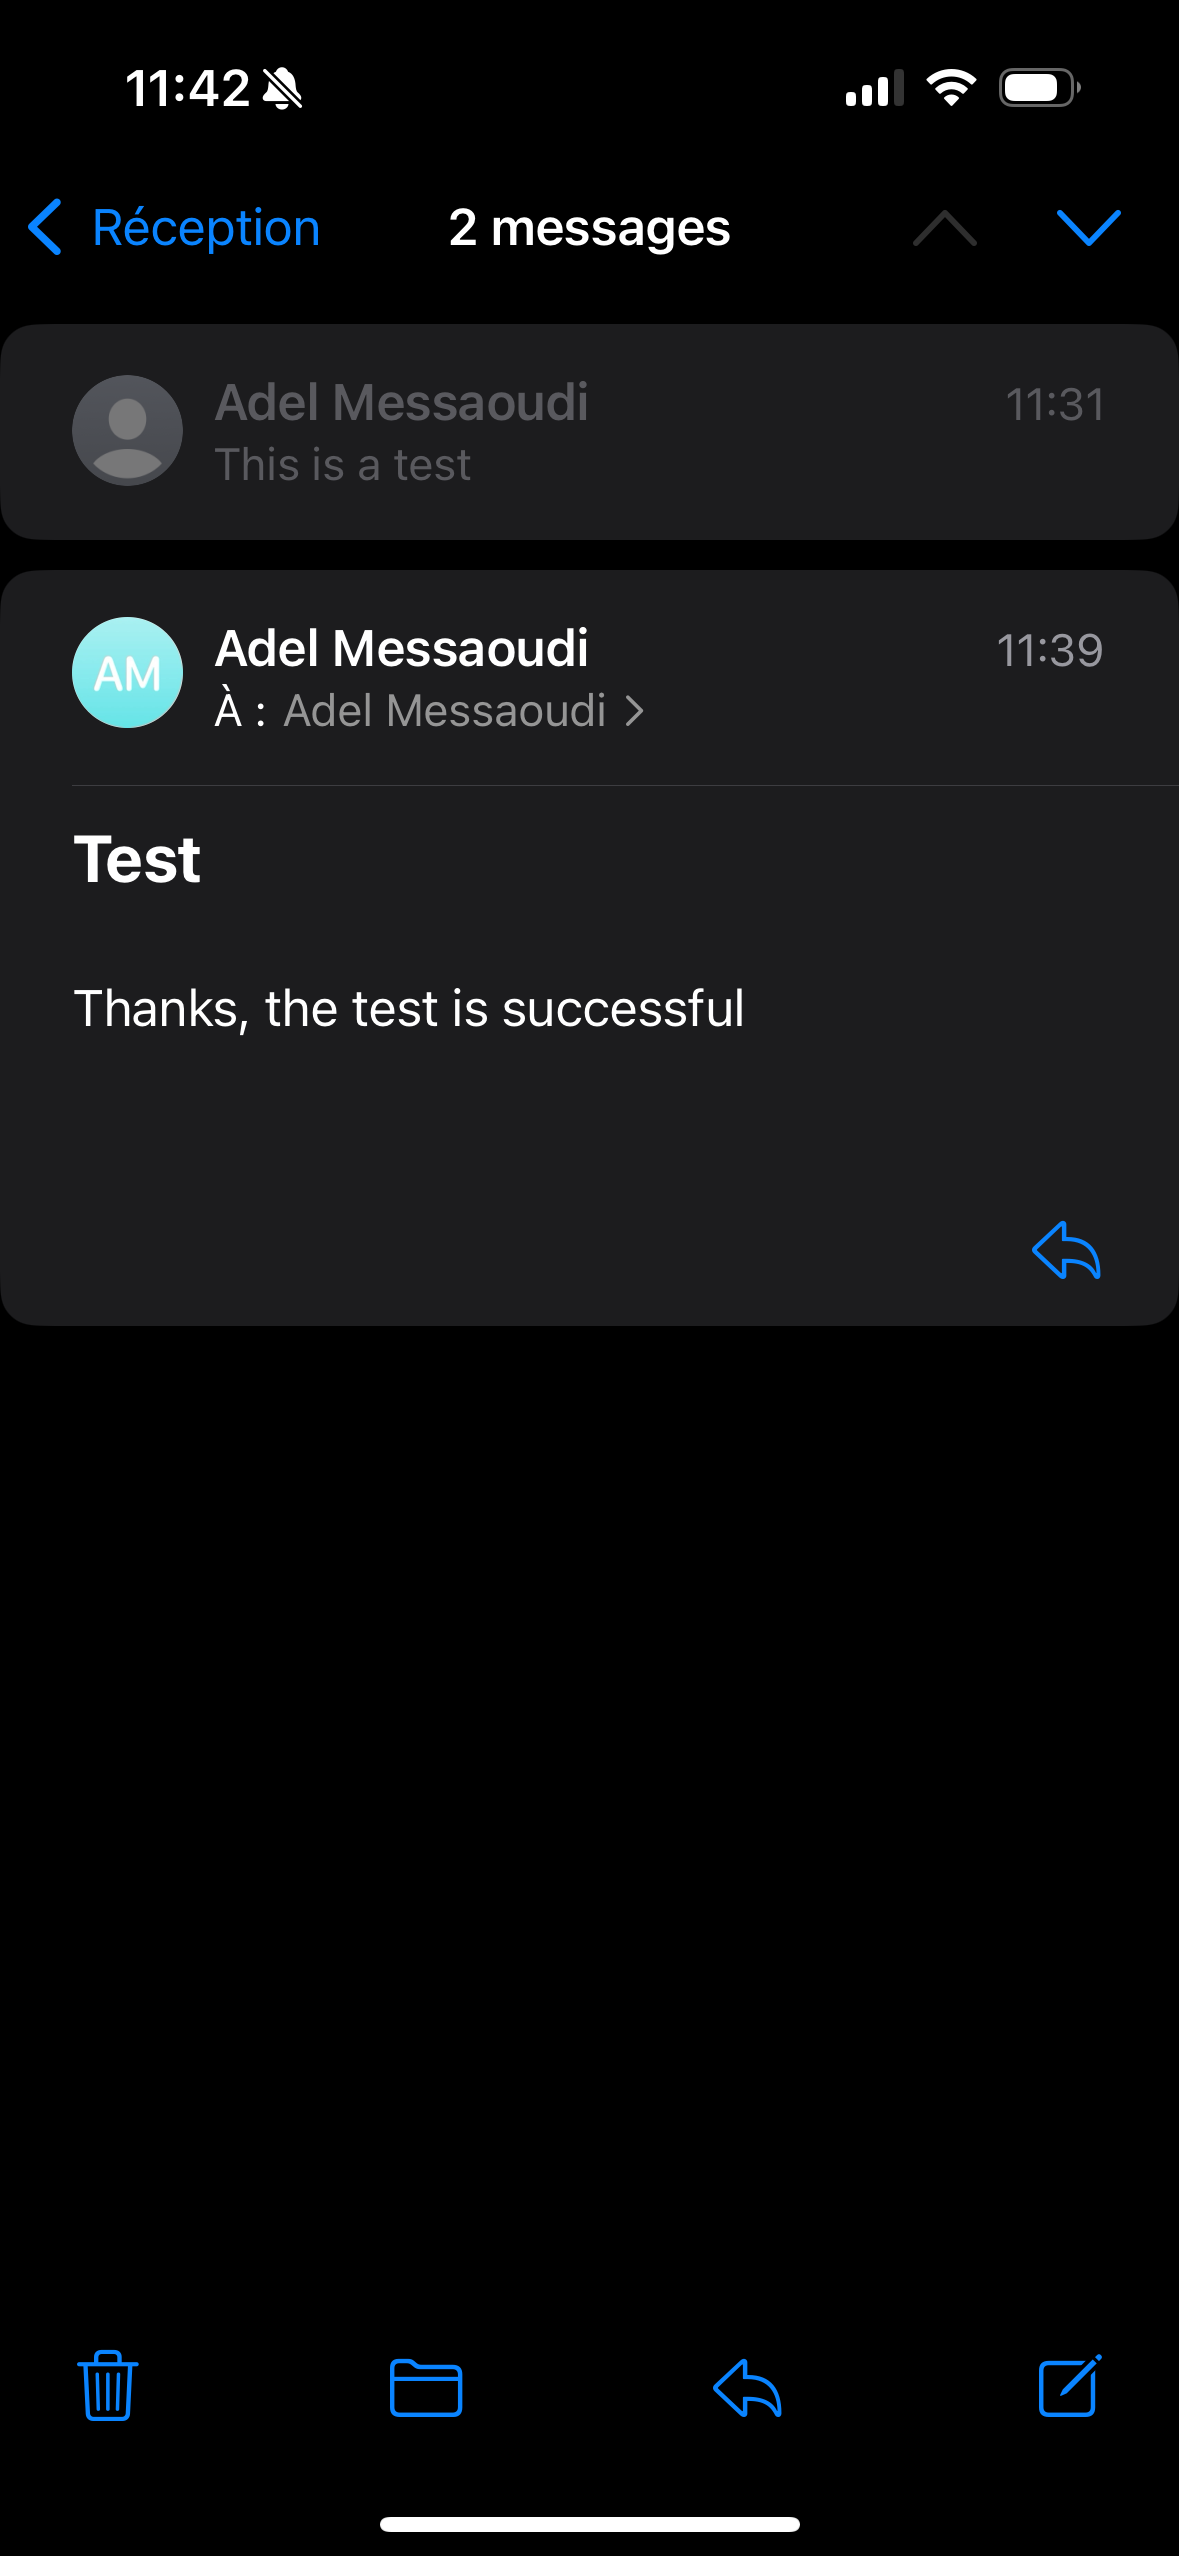 11:42
Réception
2 messages
Adel Messaoudi
11:31
This is a test
AM
Adel Messaoudi
11:39
À : Adel Messaoudi
Test
Thanks, the test is successful